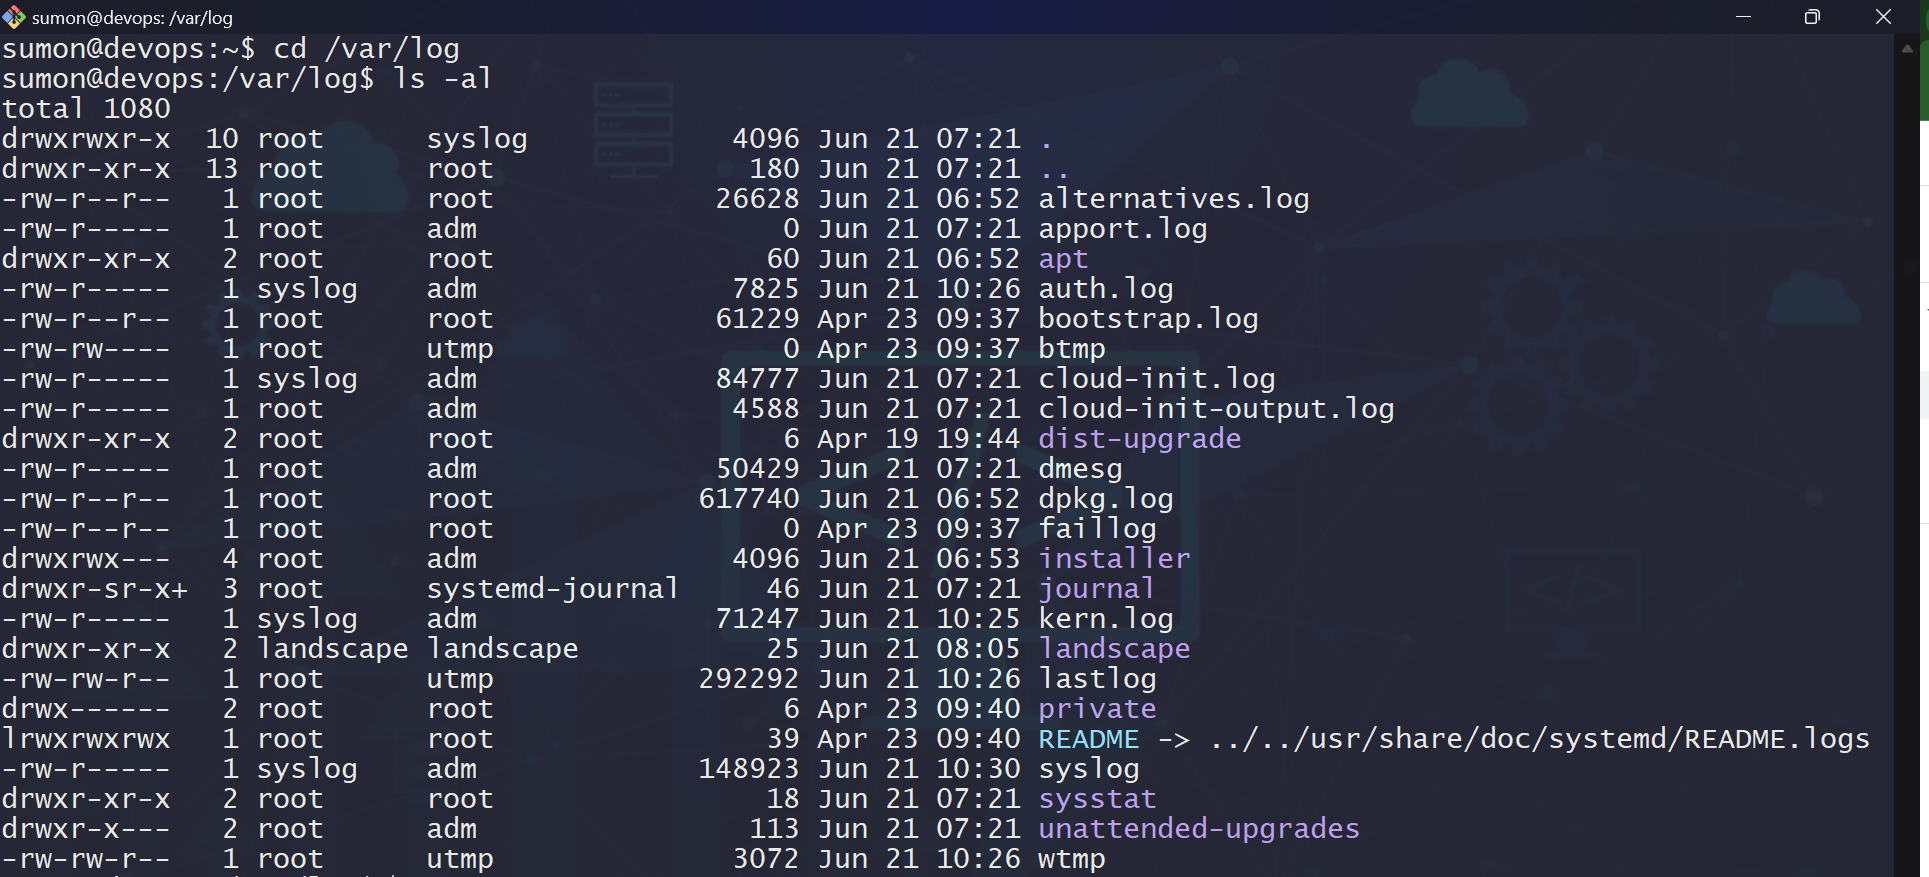 sumon@devops: /var/log
sumon@devops:~$ cd /var/log
sumon@devops:/var/log$ ls -al
total 1080
drwxrwxr-x  10 root      syslog            4096 Jun 21 07:21 .
drwxr-xr-x  13 root      root               180 Jun 21 07:21 ..
-rw-r--r--   1 root      root             26628 Jun 21 06:52 alternatives.log
-rw-r-----   1 root      adm                  0 Jun 21 07:21 apport.log
drwxr-xr-x   2 root      root                60 Jun 21 06:52 apt
-rw-r-----   1 syslog    adm               7825 Jun 21 10:26 auth.log
-rw-r--r--   1 root      root             61229 Apr 23 09:37 bootstrap.log
-rw-rw----   1 root      utmp                 0 Apr 23 09:37 btmp
-rw-r-----   1 syslog    adm              84777 Jun 21 07:21 cloud-init.log
-rw-r-----   1 root      adm               4588 Jun 21 07:21 cloud-init-output.log
drwxr-xr-x   2 root      root                 6 Apr 19 19:44 dist-upgrade
-rw-r-----   1 root      adm              50429 Jun 21 07:21 dmesg
-rw-r--r--   1 root      root            617740 Jun 21 06:52 dpkg.log
-rw-r--r--   1 root      root                 0 Apr 23 09:37 faillog
drwxrwx---   4 root      adm               4096 Jun 21 06:53 installer
drwxr-sr-x+  3 root      systemd-journal     46 Jun 21 07:21 journal
-rw-r-----   1 syslog    adm              71247 Jun 21 10:25 kern.log
drwxr-xr-x   2 landscape landscape           25 Jun 21 08:05 landscape
-rw-rw-r--   1 root      utmp            292292 Jun 21 10:26 lastlog
drwx------   2 root      root                 6 Apr 23 09:40 private
lrwxrwxrwx   1 root      root                39 Apr 23 09:40 README -> ../../usr/share/doc/systemd/README.logs
-rw-r-----   1 syslog    adm             148923 Jun 21 10:30 syslog
drwxr-xr-x   2 root      root                18 Jun 21 07:21 sysstat
drwxr-x---   2 root      adm                113 Jun 21 07:21 unattended-upgrades
-rw-rw-r--   1 root      utmp              3072 Jun 21 10:26 wtmp